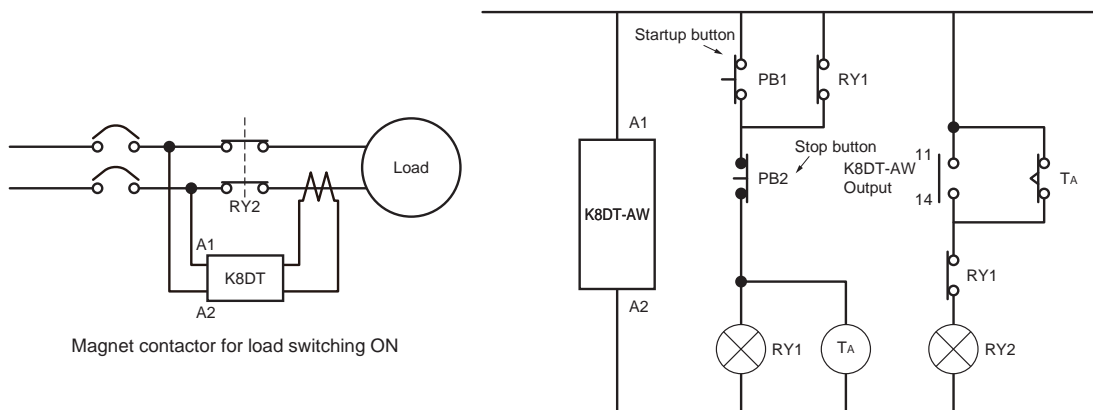 Load
RY2
A1
K8DT
A2
Magnet contactor for load switching ON
Startup button
PB1
RY1
A1
K8DT-AW
A2
Stop button
PB2
11
K8DT-AW
Output
14
TA
RY1
RY1
TA
RY2